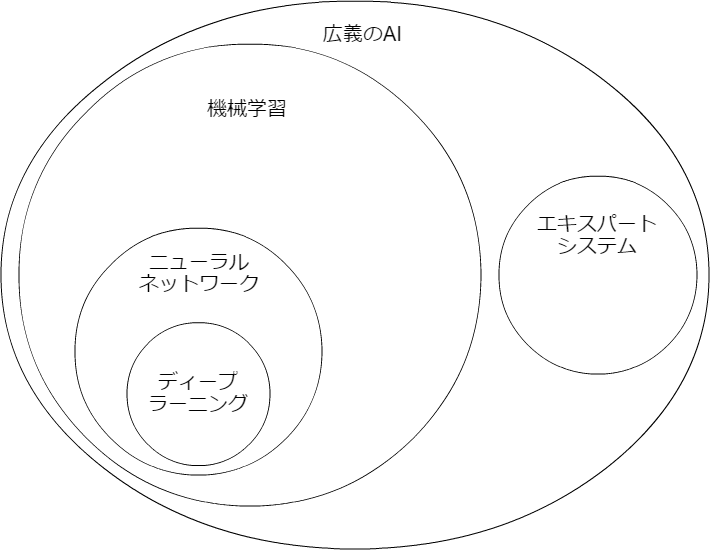 広義のAI
機械学習
エキスパート
システム
ニューラル
ネットワーク
ディープ
ラーニング